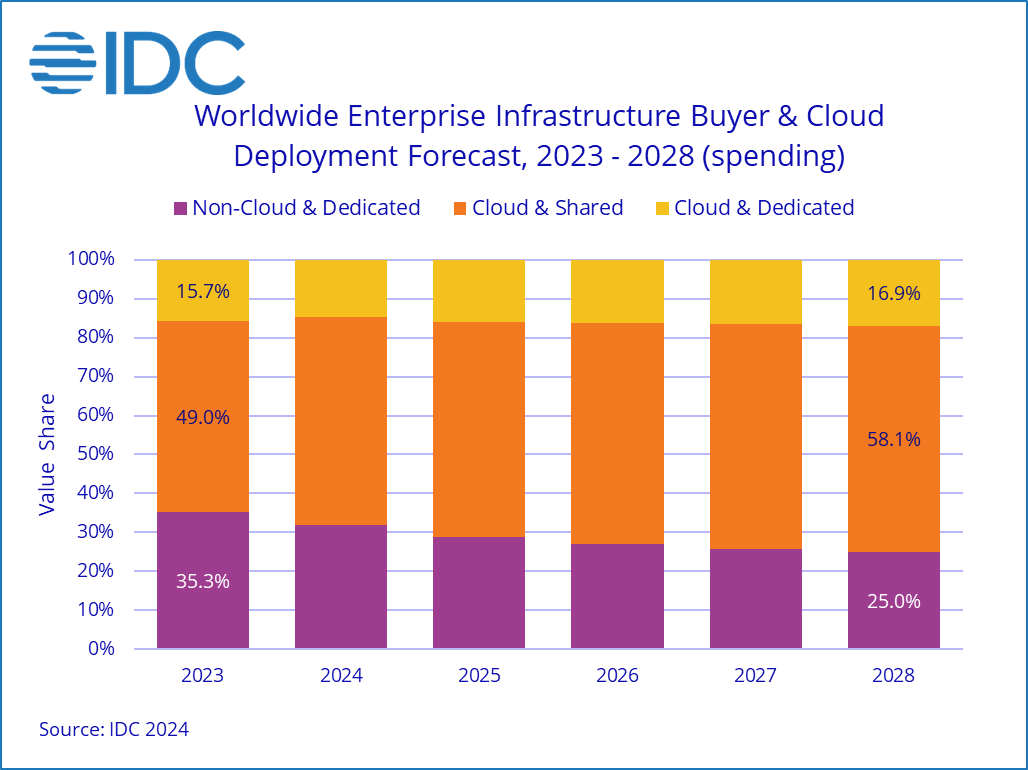 IDC
Worldwide Enterprise Infrastructure Buyer & Cloud
Deployment Forecast, 2023 - 2028 (spending)
Non-Cloud & Dedicated Cloud & Shared Cloud & Dedicated
Value Share
100%
90%
80%
70%
60%
50%
40%
30%
20%
10%
0%
15.7%
16.9%
49.0%
58.1%
35.3%
25.0%
2023 2024 2025 2026 2027 2028
Source: IDC 2024